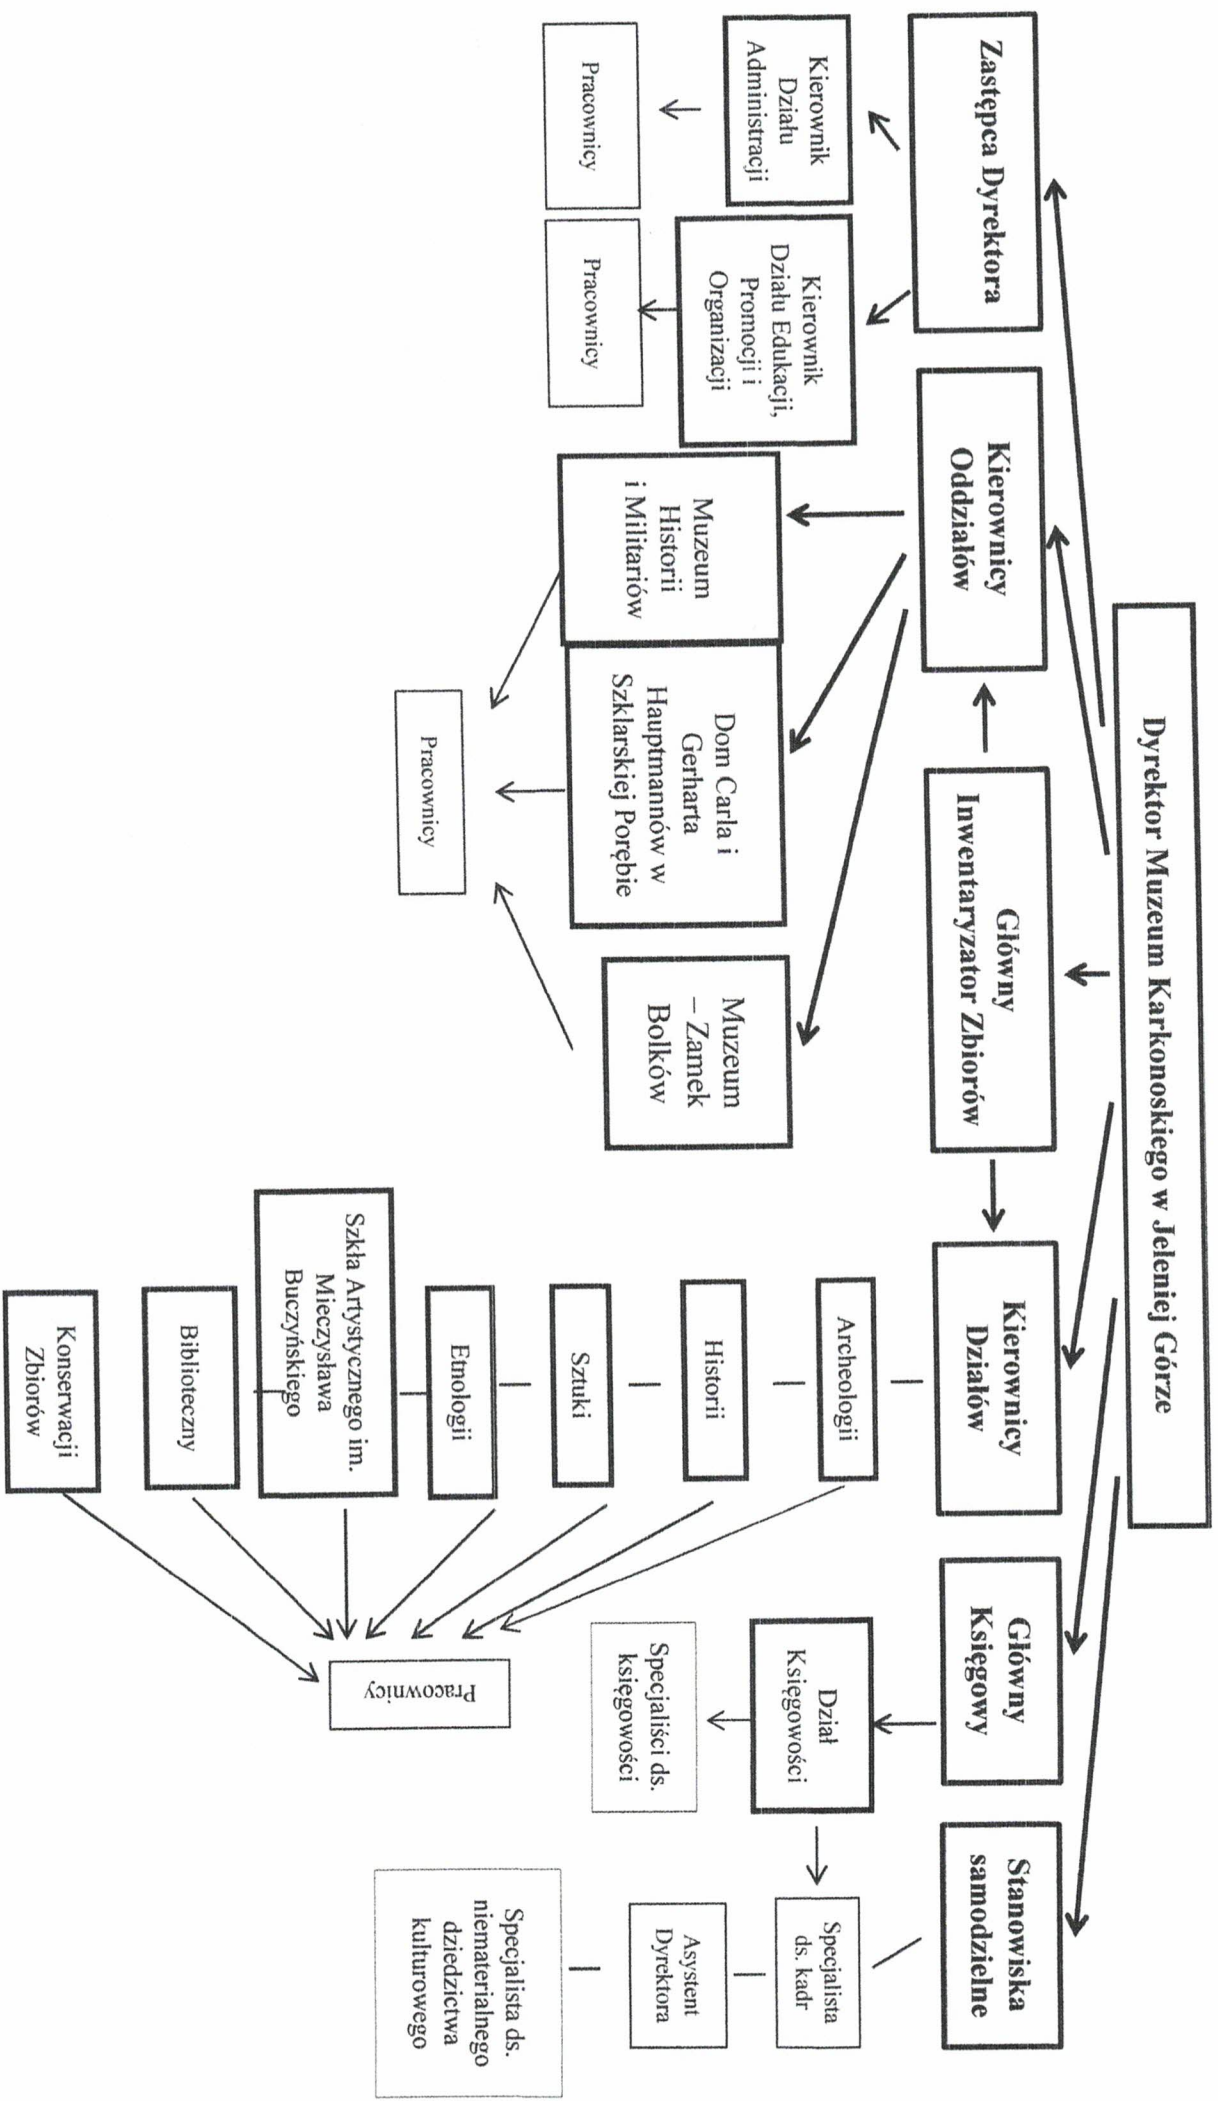 Dyrektor Muzeum Karkonoskiego w Jeleniej Górze
Zastępca Dyrektora
Kierownicy
Oddziałów
Główny
Inwentaryzator Zbiorów
Kierownicy
Działów
Główny
Księgowy
Stanowiska
samodzielne
Kierownik
Działu
Administracji
Pracownicy
Kierownik
Działu Edukacji,
Promocji i
Organizacji
Pracownicy
Muzeum
Historii
i Militariów
Dom Carla i
Gerharta
Hauptmannów w
Szklarskiej Porębie
Muzeum
– Zamek
Bolków
Pracownicy
Archeologii
Historii
Sztuki
Etnologii
Szkła Artystycznego im.
Mieczysława
Buczyńskiego
Biblioteczny
Konserwacji
Zbiorów
Pracownicy
Dział
Księgowości
Specjaliści ds.
księgowości
Specjalista
ds. kadr
Asystent
Dyrektora
Specjalista ds.
niematerialnego
dziedzictwa
kulturowego